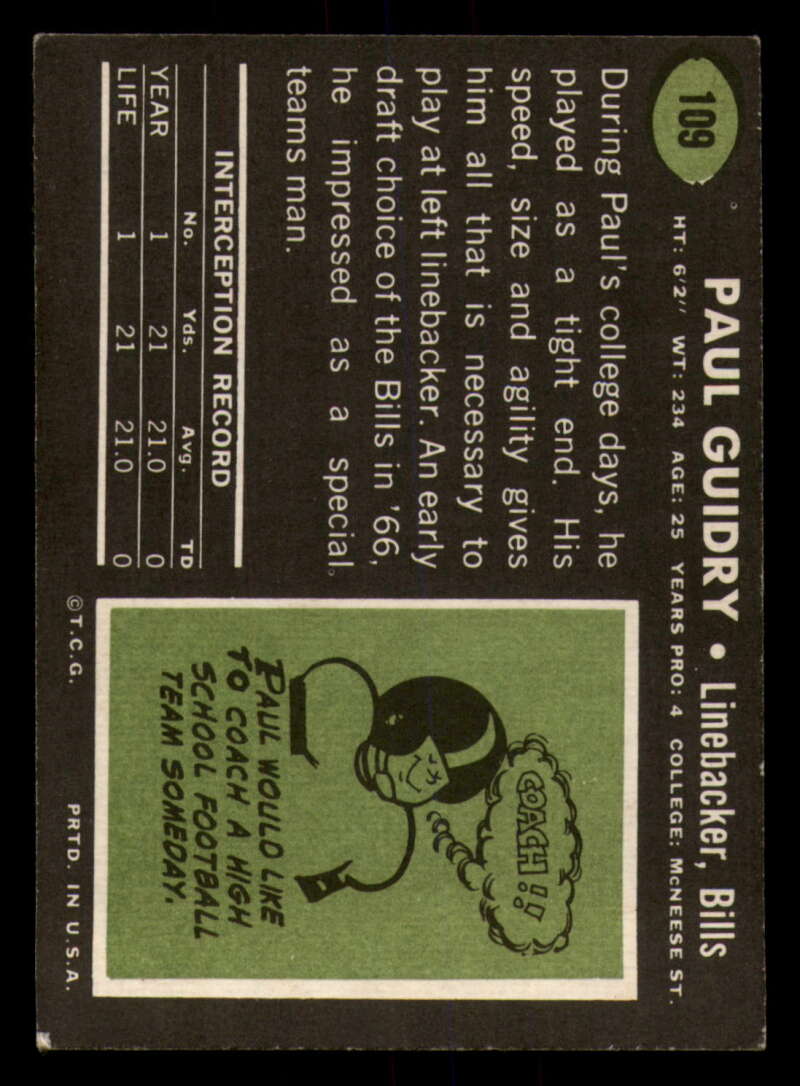 109
PAUL GUIDRY • Linebacker, Bills
HT: 6'2" WT: 234 AGE: 25 YEARS PRO: 4 COLLEGE: McNEESE ST.
During Paul's college days, he
played as a tight end. His
speed, size and agility gives
him all that is necessary to
play at left linebacker. An early
draft choice of the Bills in '66,
he impressed as a special
teams man.
INTERCEPTION RECORD
No. Yds. Avg. TD
YEAR 1 21 21.0 0
LIFE 1 21 21.0 0
COACH!!
PAUL WOULD LIKE
TO COACH A HIGH
SCHOOL FOOTBALL
TEAM SOMEDAY.
©T.C.G. PRTD. IN U.S.A.